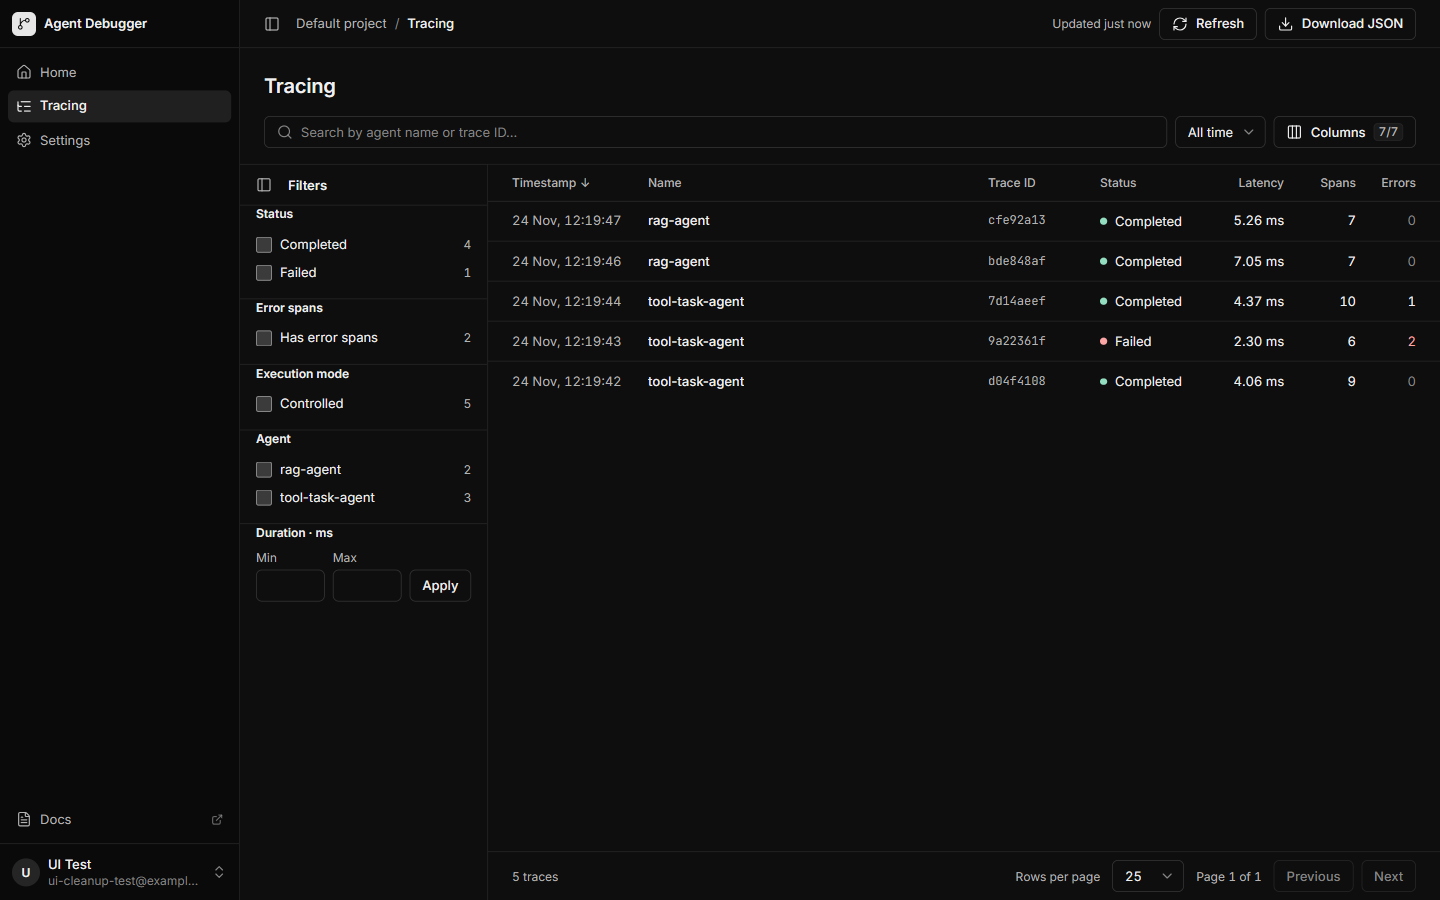 Agent Debugger
Home
Tracing
Settings
Docs
U
UI Test
ui-cleanup-test@exampl...
Default project / Tracing
Updated just now
Refresh
Download JSON
Tracing
Search by agent name or trace ID...
All time
Columns 7/7
Filters
Status
Completed 4
Failed 1
Error spans
Has error spans 2
Execution mode
Controlled 5
Agent
rag-agent 2
tool-task-agent 3
Duration · ms
Min Max
Apply
Timestamp ↓ Name Trace ID Status Latency Spans Errors
24 Nov, 12:19:47 rag-agent cfe92a13 Completed 5.26 ms 7 0
24 Nov, 12:19:46 rag-agent bde848af Completed 7.05 ms 7 0
24 Nov, 12:19:44 tool-task-agent 7d14aeef Completed 4.37 ms 10 1
24 Nov, 12:19:43 tool-task-agent 9a22361f Failed 2.30 ms 6 2
24 Nov, 12:19:42 tool-task-agent d04f4108 Completed 4.06 ms 9 0
5 traces
Rows per page 25 Page 1 of 1 Previous Next